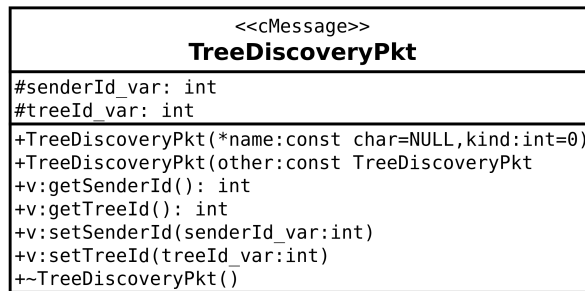 <<cMessage>>
TreeDiscoveryPkt
#senderId_var: int
#treeId_var: int
+TreeDiscoveryPkt(*name:const char=NULL,kind:int=0)
+TreeDiscoveryPkt(other:const TreeDiscoveryPkt
+v:getSenderId(): int
+v:getTreeId(): int
+v:setSenderId(senderId_var:int)
+v:setTreeId(treeId_var:int)
+~TreeDiscoveryPkt()